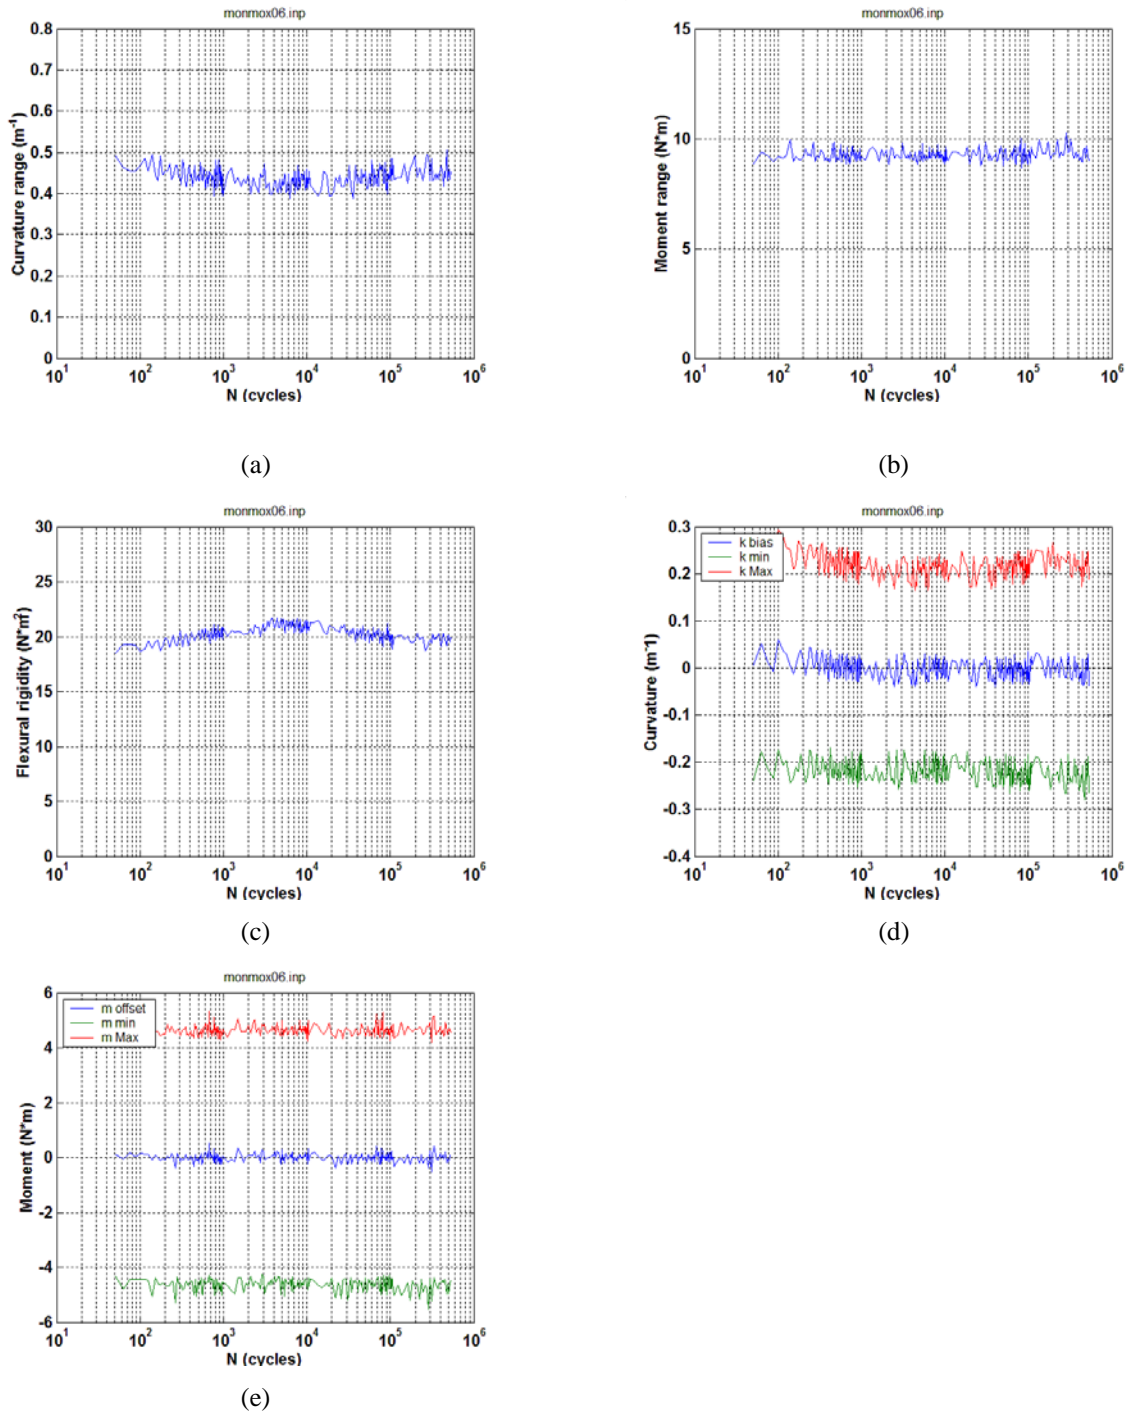 monmox06.inp
0.8
0.7
0.6
0.5
0.4
0.3
0.2
0.1
0
Curvature range (m⁻¹)
10¹ 10² 10³ 10⁴ 10⁵ 10⁶
N (cycles)
(a)
monmox06.inp
15
10
5
0
Moment range (N*m)
10¹ 10² 10³ 10⁴ 10⁵ 10⁶
N (cycles)
(b)
monmox06.inp
30
25
20
15
10
5
0
Flexural rigidity (N*m²)
10¹ 10² 10³ 10⁴ 10⁵ 10⁶
N (cycles)
(c)
monmox06.inp
k bias
k min
k Max
0.3
0.2
0.1
0
-0.1
-0.2
-0.3
-0.4
Curvature (m⁻¹)
10¹ 10² 10³ 10⁴ 10⁵ 10⁶
N (cycles)
(d)
monmox06.inp
m offset
m min
m Max
6
4
2
0
-2
-4
-6
Moment (N*m)
10¹ 10² 10³ 10⁴ 10⁵ 10⁶
N (cycles)
(e)